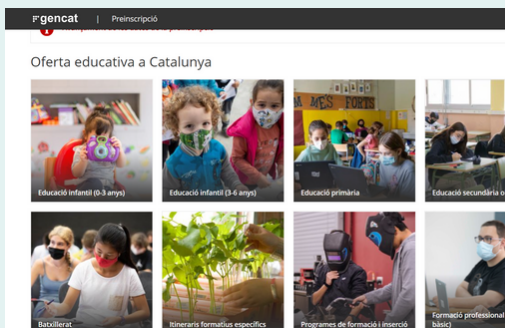 gencat | Preinscripció
Oferta educativa a Catalunya
M MES FORTS
Educació infantil (0-3 anys)
Educació infantil (3-6 anys)
Educació primària
Educació secundària o
Batxillerat
Itineraris formatius específics
Programes de formació i inserció
Formació professional
bàsic)